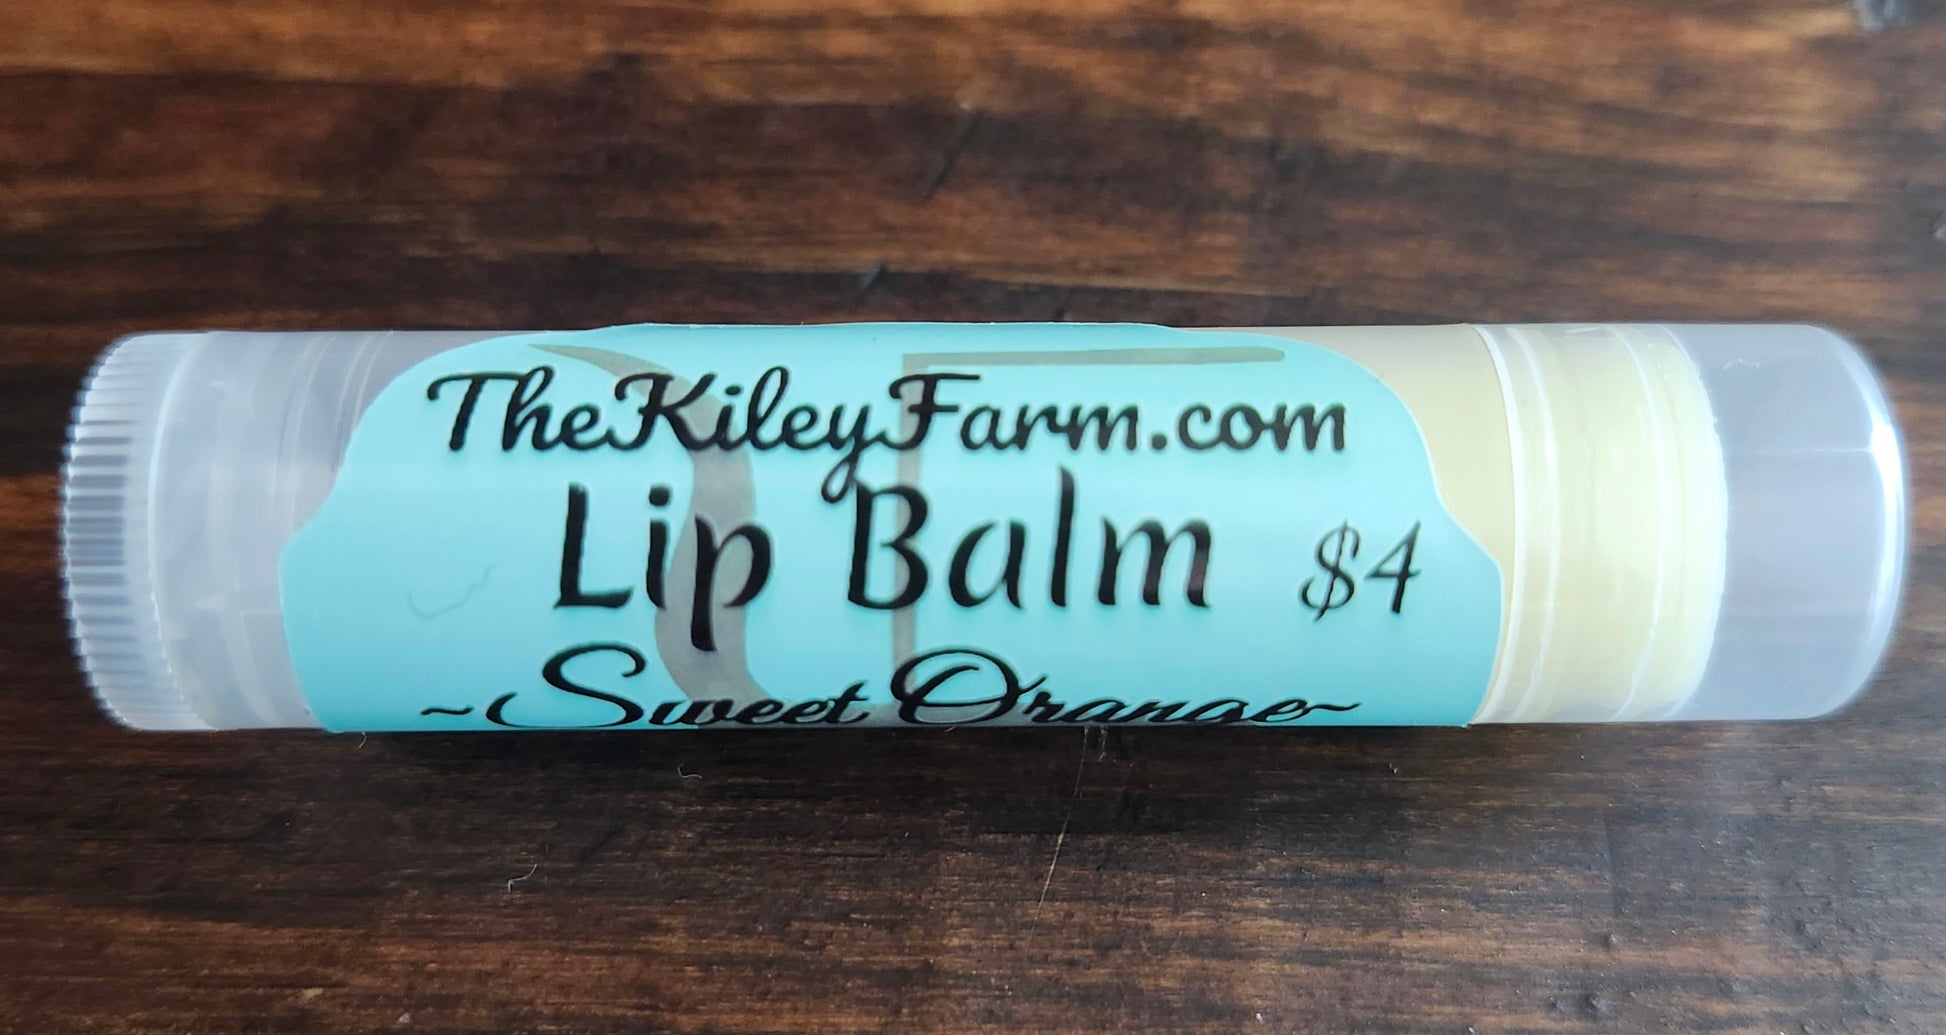 TheKileyFarm.com
Lip Balm $4
~Sweet Orange~